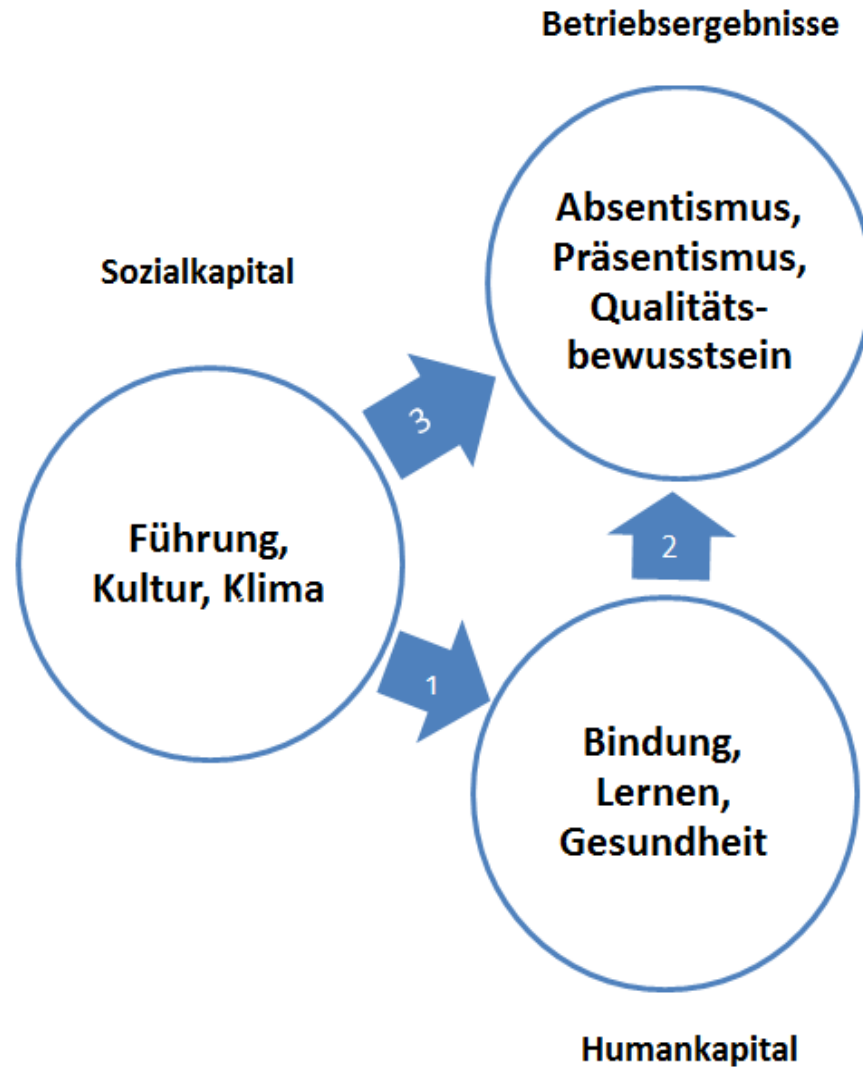 Betriebsergebnisse
Absentismus,
Präsentismus,
Qualitäts-
bewusstsein
Sozialkapital
3
Führung,
Kultur, Klima
2
1
Bindung,
Lernen,
Gesundheit
Humankapital